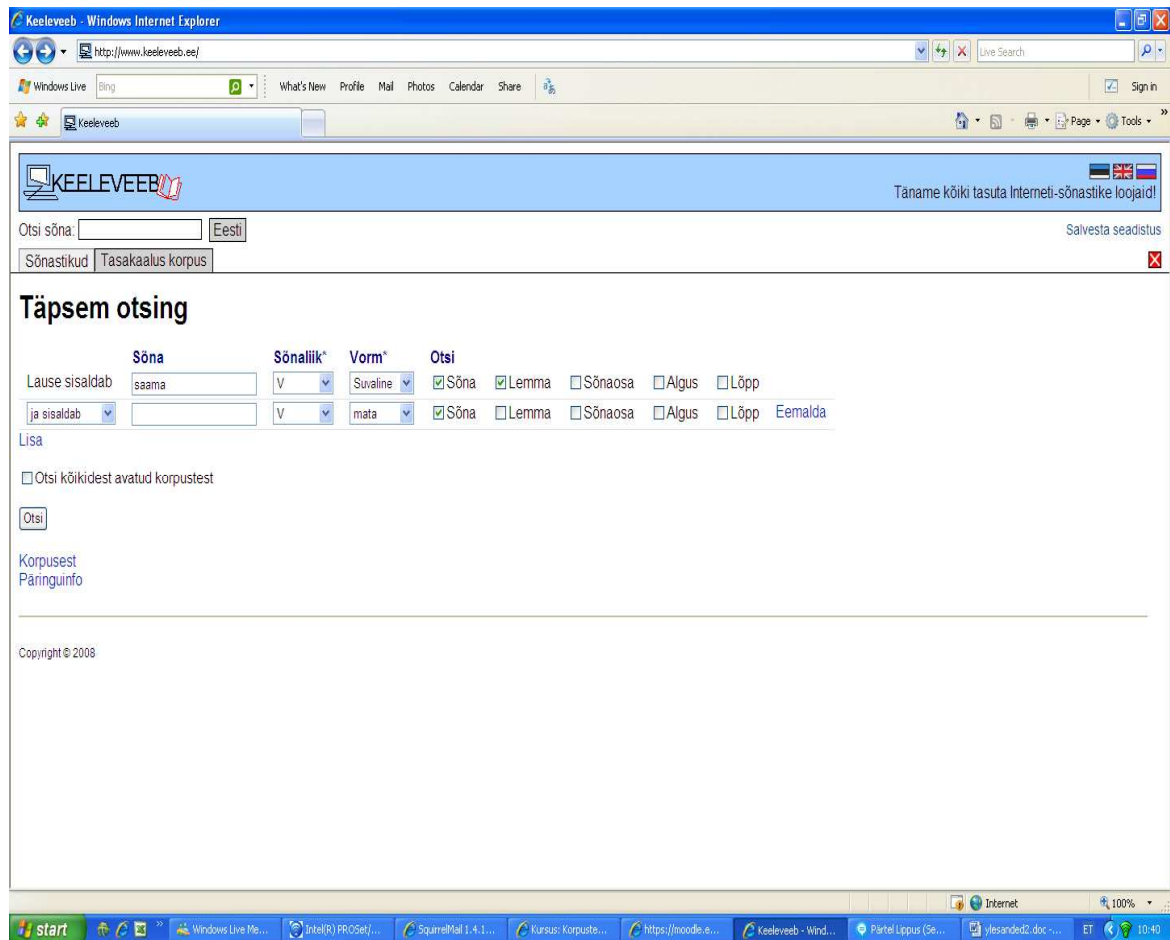 Keeleveeb - Windows Internet Explorer
http://www.keeleveeb.ee/ Live Search
Windows Live Bing What's New Profile Mail Photos Calendar Share Sign in
Keeleveeb Page Tools
KEELEVEEB
Täname kõiki tasuta Interneti-sõnastike loojaid!
Otsi sõna: Eesti Salvesta seadistus
Sõnastikud Tasakaalus korpus
Täpsem otsing
Sõna Sõnaliik* Vorm* Otsi
Lause sisaldab saama V Suvaline Sõna Lemma Sõnaosa Algus Lõpp
ja sisaldab V mata Sõna Lemma Sõnaosa Algus Lõpp Eemalda
Lisa
Otsi kõikidest avatud korpustest
Otsi
Korpusest
Päringuinfo
Copyright © 2008
Internet 100%
start Windows Live Me... Intel(R) PROSet/... SquirrelMail 1.4.1... Kursus: Korpuste... https://moodle.e... Keeleveeb - Wind... Pärtel Lippus (Se... ylesanded2.doc -... ET 10:40